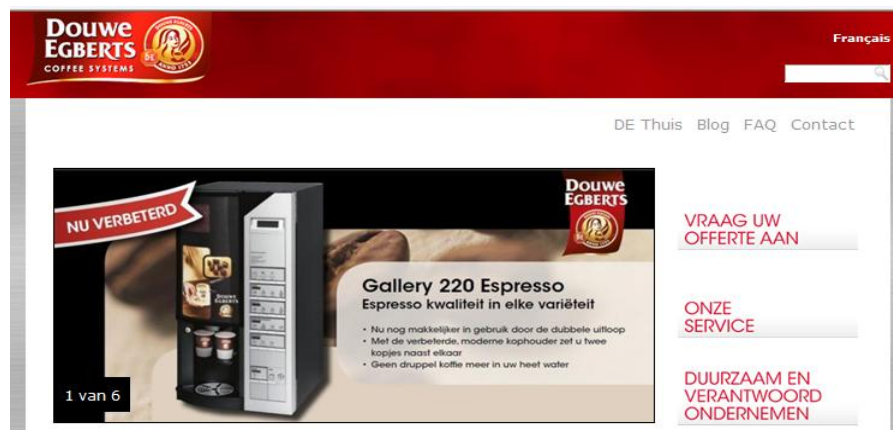 Douwe
Egberts
COFFEE SYSTEMS
DE
ANNO 1753
Français
DE Thuis Blog FAQ Contact
NU VERBETERD
Douwe
Egberts
Gallery 220 Espresso
Espresso kwaliteit in elke variëteit
• Nu nog makkelijker in gebruik door de dubbele uitloop
• Met de verbeterde, moderne kophouder zet u twee
kopjes naast elkaar
• Geen druppel koffie meer in uw heet water
1 van 6
VRAAG UW
OFFERTE AAN
ONZE
SERVICE
DUURZAAM EN
VERANTWOORD
ONDERNEMEN